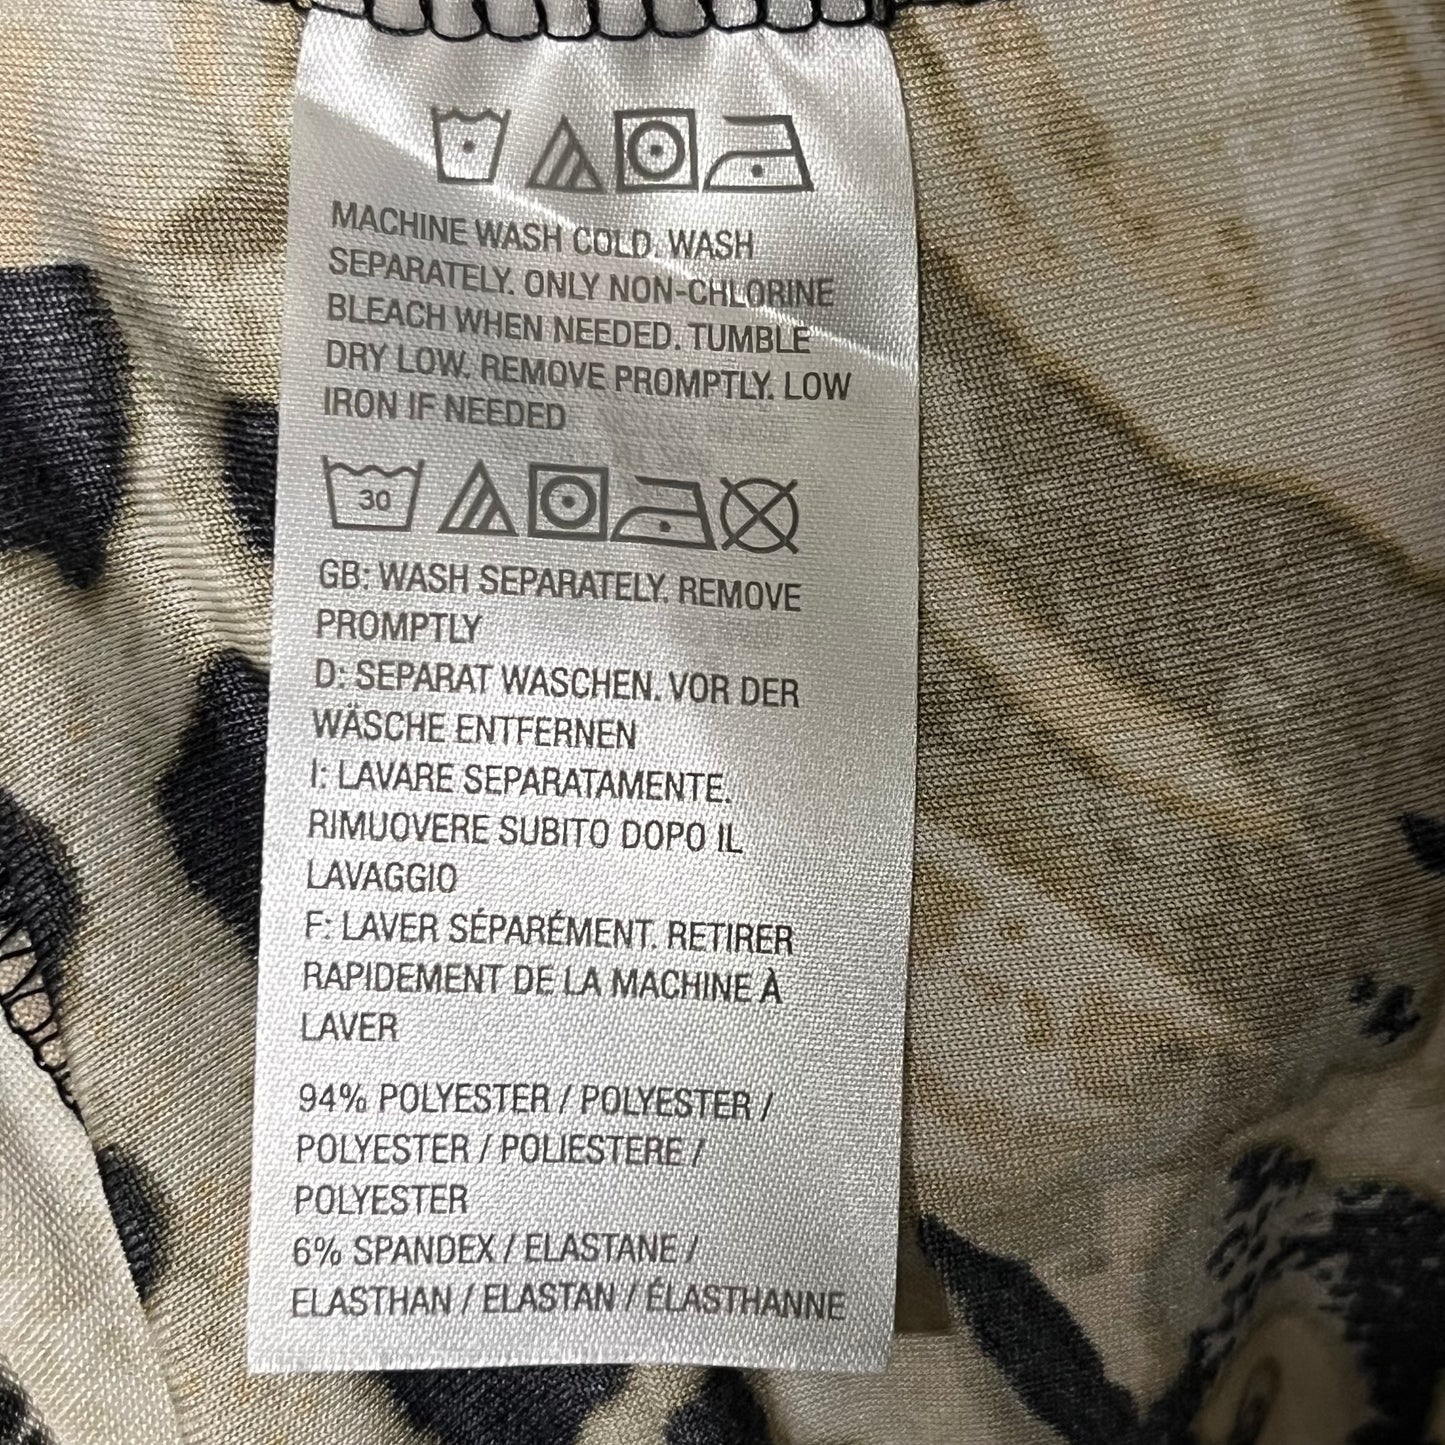 MACHINE WASH COLD. WASH
SEPARATELY. ONLY NON-CHLORINE
BLEACH WHEN NEEDED. TUMBLE
DRY LOW. REMOVE PROMPTLY. LOW
IRON IF NEEDED
30
GB: WASH SEPARATELY. REMOVE
PROMPTLY
D: SEPARAT WASCHEN. VOR DER
WÄSCHE ENTFERNEN
I: LAVARE SEPARATAMENTE.
RIMUOVERE SUBITO DOPO IL
LAVAGGIO
F: LAVER SÉPARÉMENT. RETIRER
RAPIDEMENT DE LA MACHINE À
LAVER
94% POLYESTER / POLYESTER /
POLYESTER / POLIESTERE /
POLYESTER
6% SPANDEX / ELASTANE /
ELASTHAN / ELASTAN / ÉLASTHANNE